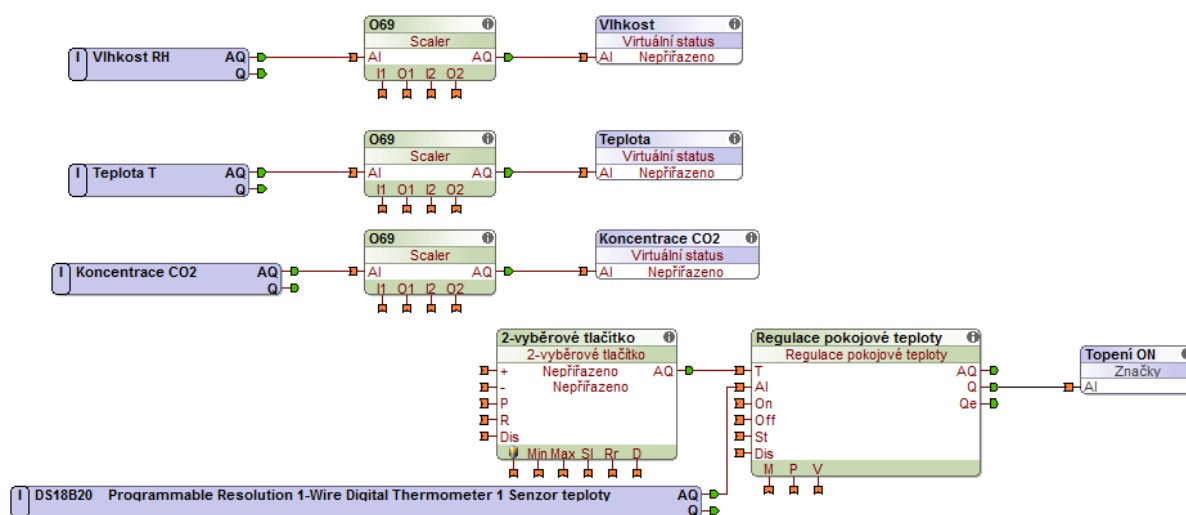 I Vlhkost RH AQ
Q
O69
Scaler
AI AQ
I1 O1 I2 O2
Vlhkost
Virtuální status
AI Nepřiřazeno
I Teplota T AQ
Q
O69
Scaler
AI AQ
I1 O1 I2 O2
Teplota
Virtuální status
AI Nepřiřazeno
I Koncentrace CO2 AQ
Q
O69
Scaler
AI AQ
I1 O1 I2 O2
Koncentrace CO2
Virtuální status
AI Nepřiřazeno
2-vyběrové tlačítko
2-vyběrové tlačítko
+ Nepřiřazeno AQ
- Nepřiřazeno
P
R
Dis
Min Max SI Rr D
Regulace pokojové teploty
Regulace pokojové teploty
T AQ
AI Q
On Qe
Off
St
Dis
M P V
Topení ON
Značky
AI
I DS18B20 Programmable Resolution 1-Wire Digital Thermometer 1 Senzor teploty AQ
Q